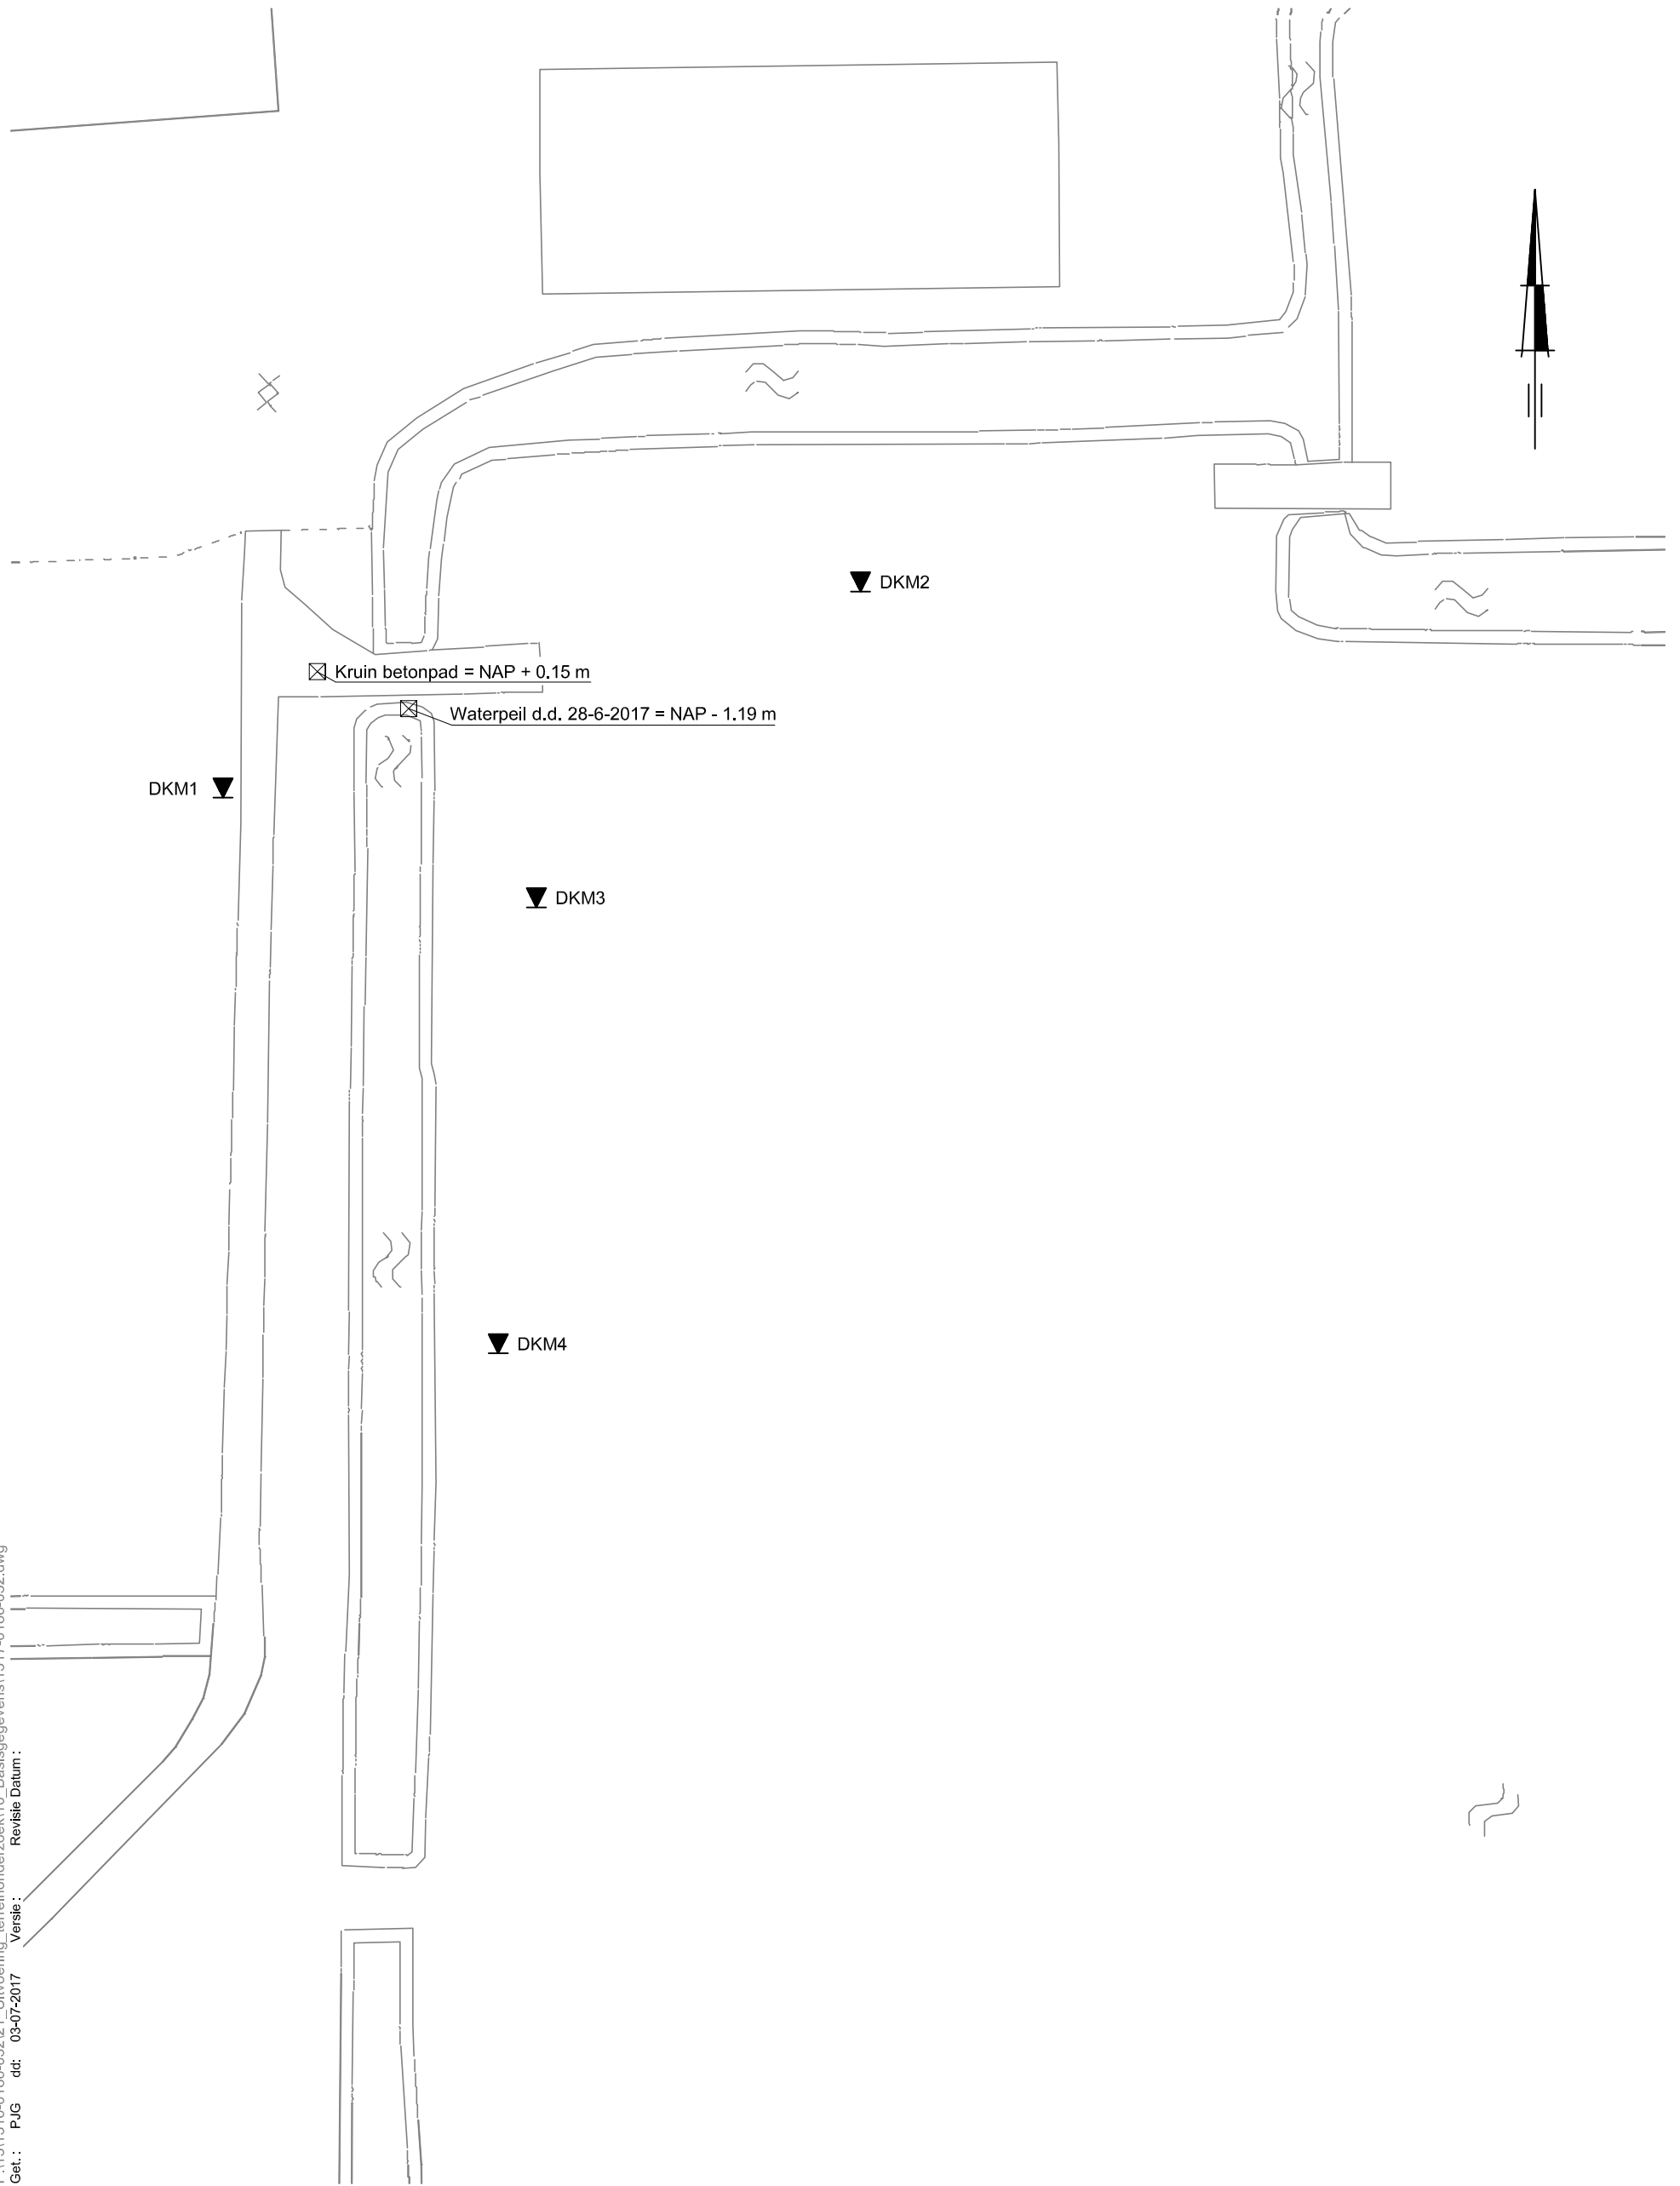 DKM2
Kruin betonpad = NAP + 0.15 m
Waterpeil d.d. 28-6-2017 = NAP - 1.19 m
DKM1
DKM3
DKM4
Get.: PJG dd: 03-07-2017 Versie: Revisie Datum: